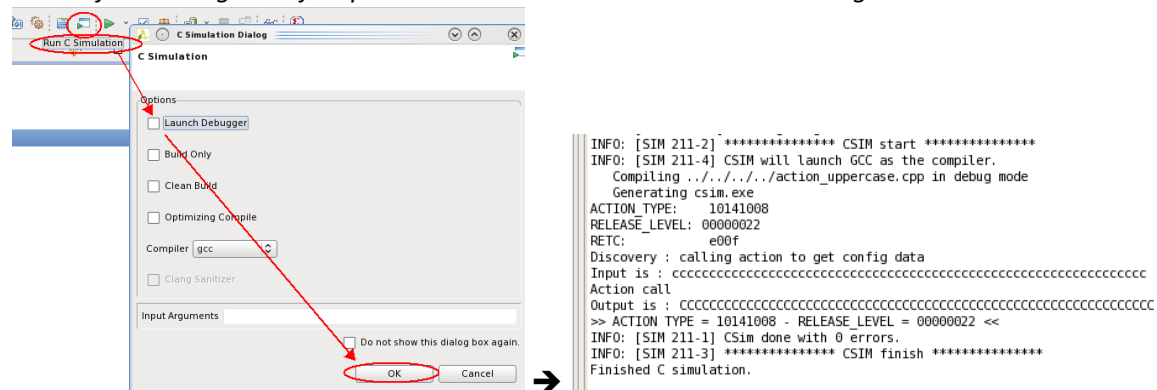 Run C Simulation
C Simulation Dialog
C Simulation
Options
Launch Debugger
Build Only
Clean Build
Optimizing Compile
Compiler gcc
Clang Sanitizer
Input Arguments
Do not show this dialog box again.
OK Cancel
➔
INFO: [SIM 211-2] *************** CSIM start ***************
INFO: [SIM 211-4] CSIM will launch GCC as the compiler.
Compiling ../../../../action_uppercase.cpp in debug mode
Generating csim.exe
ACTION_TYPE: 10141008
RELEASE_LEVEL: 00000022
RETC: e00f
Discovery : calling action to get config data
Input is : cccccccccccccccccccccccccccccccccccccccccccccccccccccccccccccccc
Action call
Output is : CCCCCCCCCCCCCCCCCCCCCCCCCCCCCCCCCCCCCCCCCCCCCCCCCCCCCCCCCCCCCCCC
>> ACTION TYPE = 10141008 - RELEASE_LEVEL = 00000022 <<
INFO: [SIM 211-1] CSim done with 0 errors.
INFO: [SIM 211-3] *************** CSIM finish ***************
Finished C simulation.